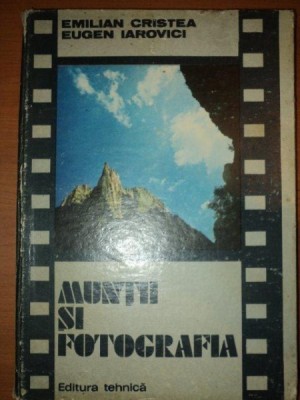 EMILIAN CRISTEA
EUGEN IAROVICI
MUNȚII
ȘI
FOTOGRAFIA
Editura tehnică